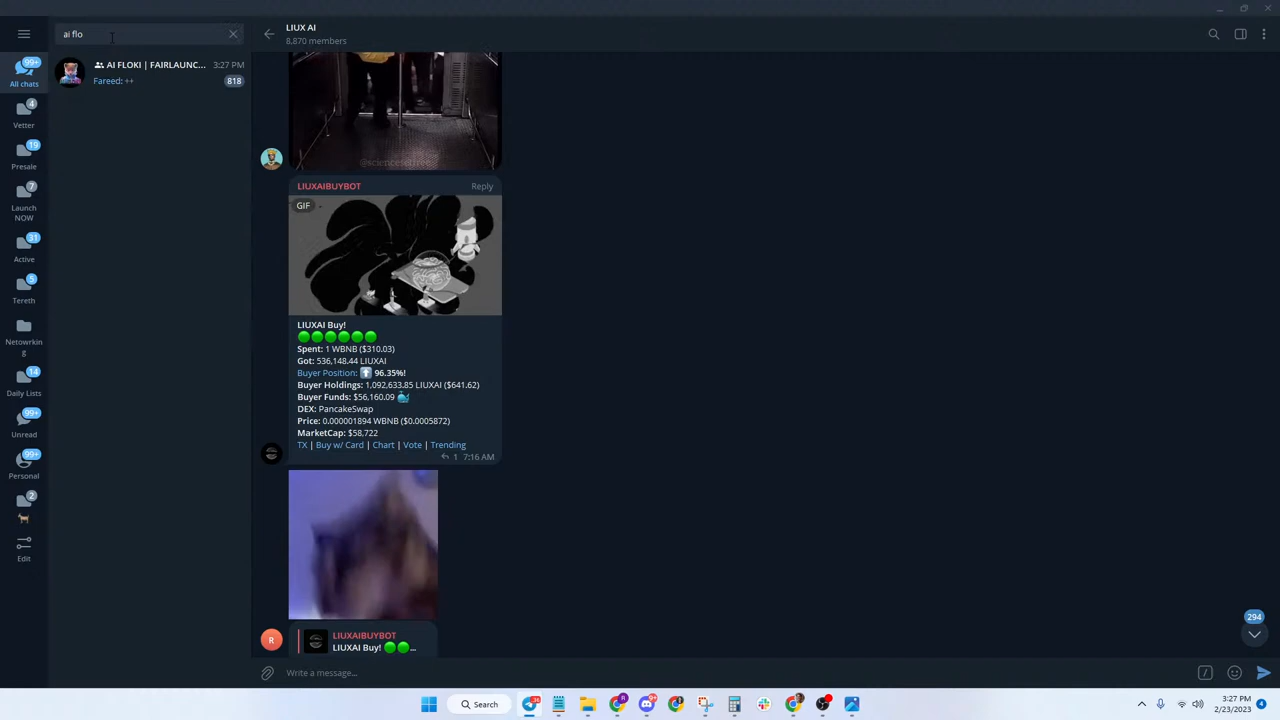 ai flo
LIUX AI
8,870 members
99+
All chats
AI FLOKI | FAIRLAUNC... 3:27 PM
Fareed: ++ 818
4
Vetter
19
Presale
7
Launch
NOW
31
Active
5
Tereth
Netowrkin
g
14
Daily Lists
99+
Unread
99+
Personal
2
Edit
@sciencesetfree
LIUXAIBUYBOT Reply
GIF
LIUXAI Buy!
Spent: 1 WBNB ($310.03)
Got: 536,148.44 LIUXAI
Buyer Position: 96.35%!
Buyer Holdings: 1,092,633.85 LIUXAI ($641.62)
Buyer Funds: $56,160.09
DEX: PancakeSwap
Price: 0.000001894 WBNB ($0.0005872)
MarketCap: $58,722
TX | Buy w/ Card | Chart | Vote | Trending
1 7:16 AM
R
LIUXAIBUYBOT
LIUXAI Buy! ...
294
Write a message...
Search
3:27 PM
2/23/2023